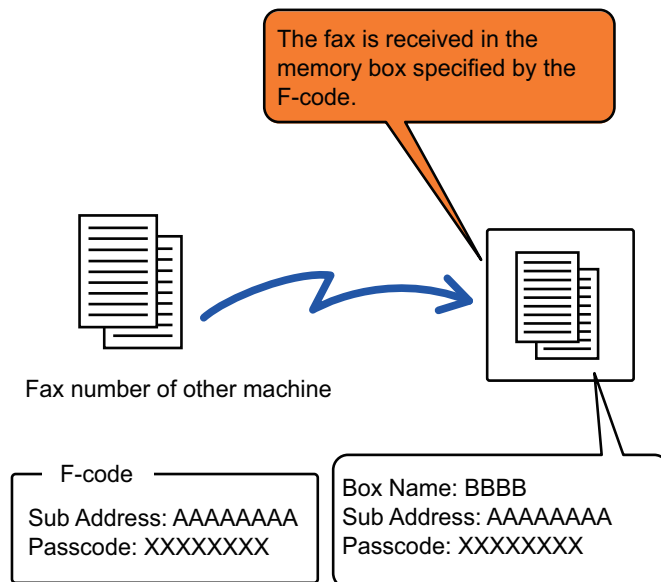 The fax is received in the
memory box specified by the
F-code.
Fax number of other machine
F-code
Sub Address: AAAAAAAA
Passcode: XXXXXXXX
Box Name: BBBB
Sub Address: AAAAAAAA
Passcode: XXXXXXXX